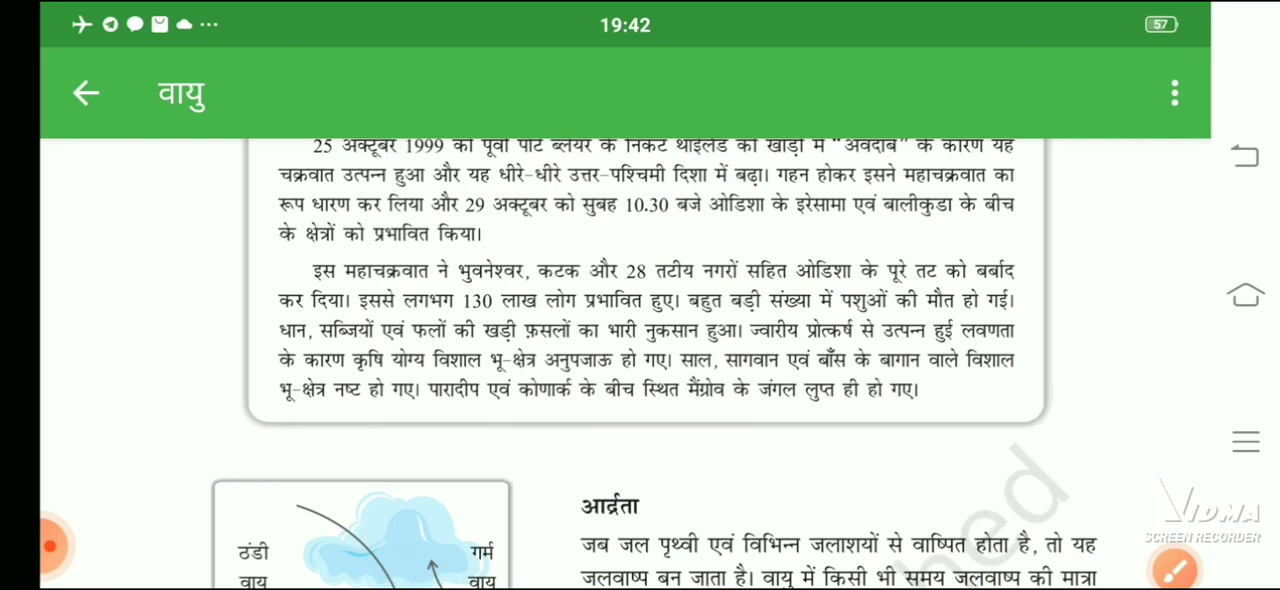 19:42
57
वायु
25 अक्टूबर 1999 को पूर्वी पोर्ट ब्लेयर के निकट थाईलैंड की खाड़ी में “अवदाब” के कारण यह
चक्रवात उत्पन्न हुआ और यह धीरे-धीरे उत्तर-पश्चिमी दिशा में बढ़ा। गहन होकर इसने महाचक्रवात का
रूप धारण कर लिया और 29 अक्टूबर को सुबह 10.30 बजे ओडिशा के इरेसामा एवं बालीकुडा के बीच
के क्षेत्रों को प्रभावित किया।
इस महाचक्रवात ने भुवनेश्वर, कटक और 28 तटीय नगरों सहित ओडिशा के पूरे तट को बर्बाद
कर दिया। इससे लगभग 130 लाख लोग प्रभावित हुए। बहुत बड़ी संख्या में पशुओं की मौत हो गई।
धान, सब्जियों एवं फलों की खड़ी फ़सलों का भारी नुकसान हुआ। ज्वारीय प्रोत्कर्ष से उत्पन्न हुई लवणता
के कारण कृषि योग्य विशाल भू-क्षेत्र अनुपजाऊ हो गए। साल, सागवान एवं बाँस के बागान वाले विशाल
भू-क्षेत्र नष्ट हो गए। पारादीप एवं कोणार्क के बीच स्थित मैंग्रोव के जंगल लुप्त ही हो गए।
ठंडी
वायु
गर्म
वायु
आर्द्रता
जब जल पृथ्वी एवं विभिन्न जलाशयों से वाष्पित होता है, तो यह
जलवाष्प बन जाता है। वायु में किसी भी समय जलवाष्प की मात्रा
hed
VIDMA
SCREEN RECORDER